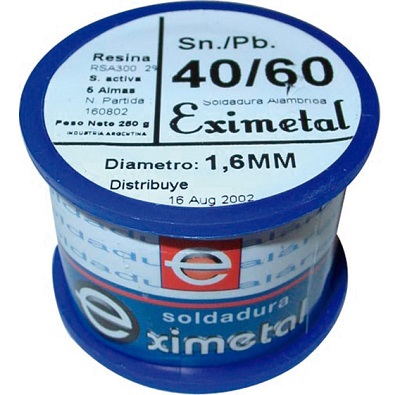 Resina
RSA300 2%
S. activa
5 Almas
N. Partida
160802
Peso Neto 250 g
INDUSTRIA ARGENTINA
Sn./Pb.
40/60
Soldadura Alambrica
Eximetal
Diametro: 1,6MM
Distribuye
16 Aug 2002
e
soldadura
eximetal